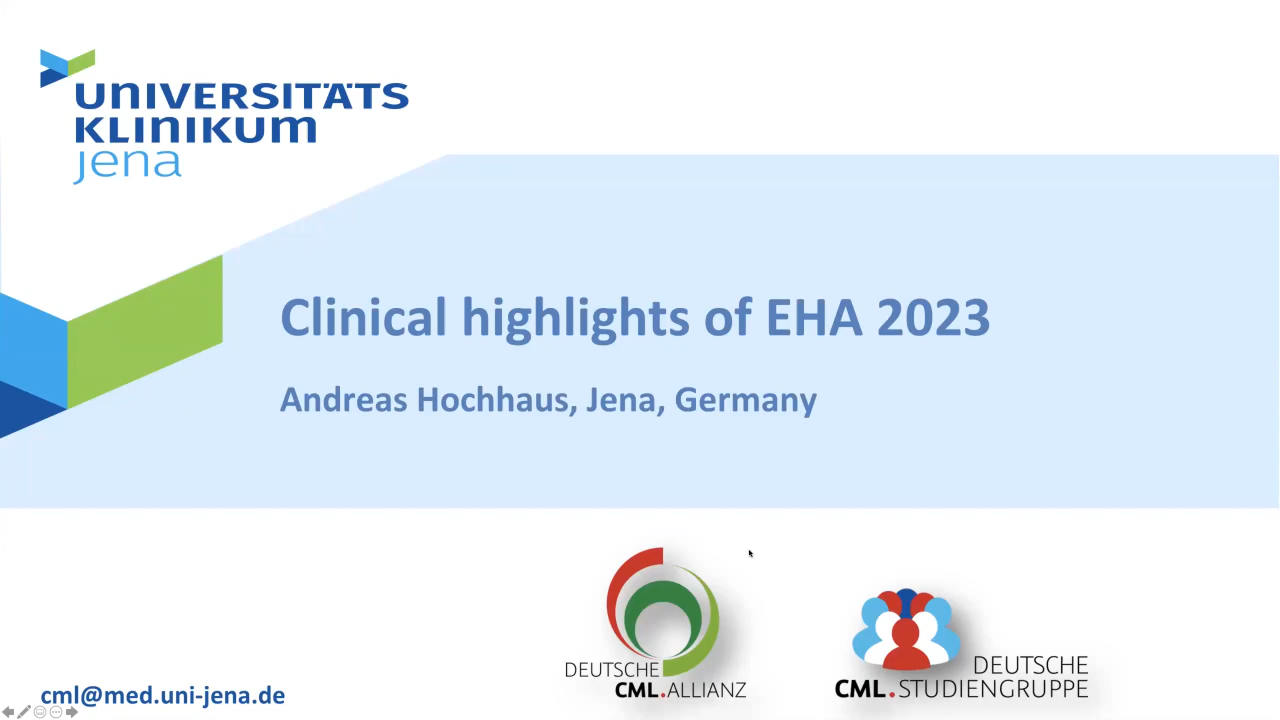 UNIVERSITÄTS
KLINIKUM
jena
Clinical highlights of EHA 2023
Andreas Hochhaus, Jena, Germany
DEUTSCHE
CML.ALLIANZ
DEUTSCHE
CML.STUDIENGRUPPE
cml@med.uni-jena.de